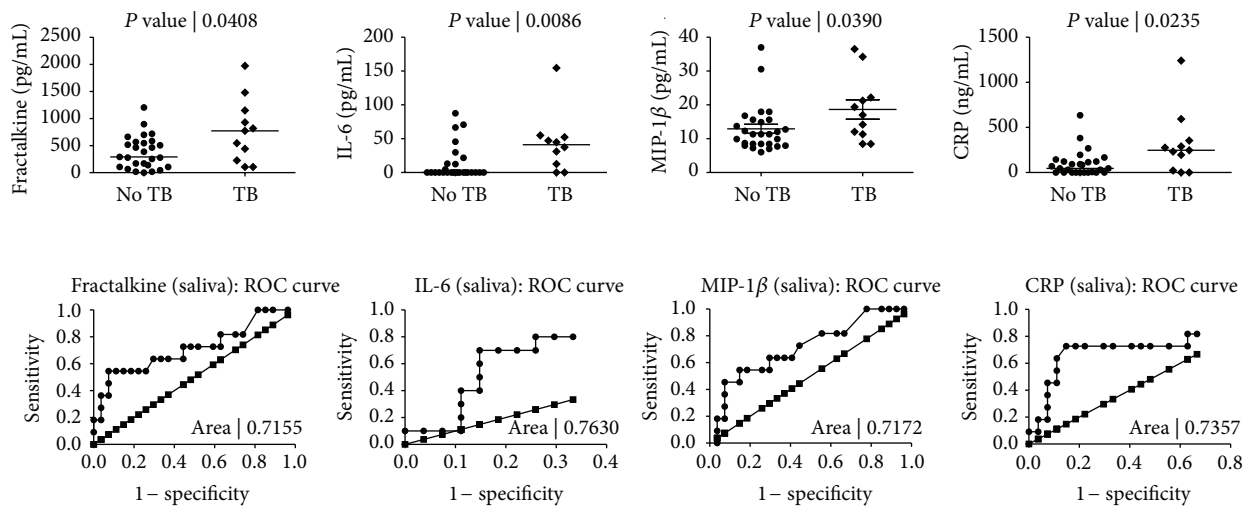 P value | 0.0408
Fractalkine (pg/mL)
2500
2000
1500
1000
500
0
No TB
TB
P value | 0.0086
IL-6 (pg/mL)
200
150
100
50
0
No TB
TB
P value | 0.0390
MIP-1β (pg/mL)
40
30
20
10
0
No TB
TB
P value | 0.0235
CRP (ng/mL)
1500
1000
500
0
No TB
TB
Fractalkine (saliva): ROC curve
Sensitivity
1.0
0.8
0.6
0.4
0.2
0.0
Area | 0.7155
0.0 0.2 0.4 0.6 0.8 1.0
1 − specificity
IL-6 (saliva): ROC curve
Sensitivity
1.0
0.8
0.6
0.4
0.2
0.0
Area | 0.7630
0.0 0.1 0.2 0.3 0.4
1 − specificity
MIP-1β (saliva): ROC curve
Sensitivity
1.0
0.8
0.6
0.4
0.2
0.0
Area | 0.7172
0.0 0.2 0.4 0.6 0.8 1.0
1 − specificity
CRP (saliva): ROC curve
Sensitivity
1.0
0.8
0.6
0.4
0.2
0.0
Area | 0.7357
0.0 0.2 0.4 0.6 0.8
1 − specificity